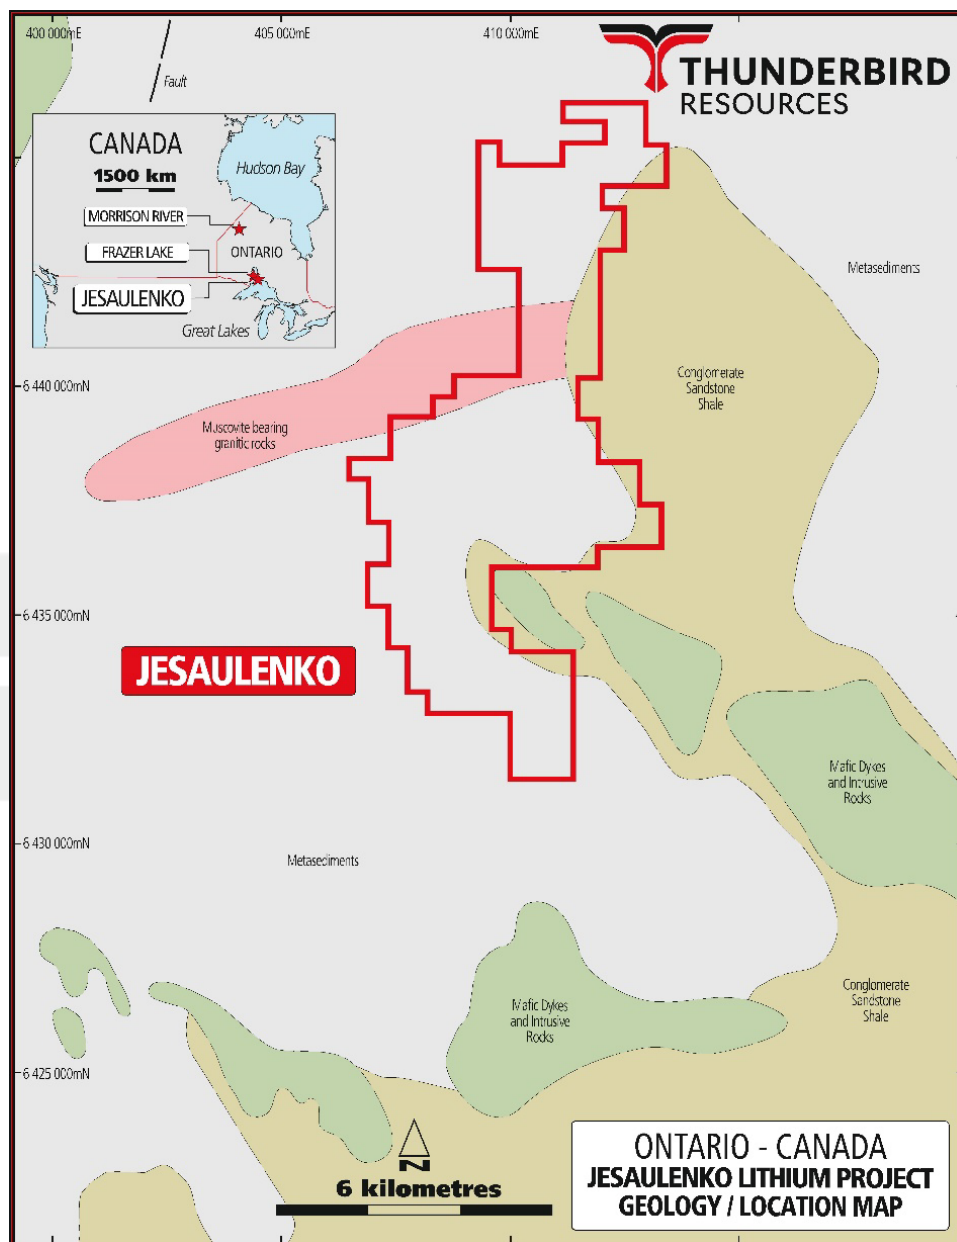 400 000mE
405 000mE
410 000mE
THUNDERBIRD
RESOURCES
Fault
CANADA
1500 km
Hudson Bay
MORRISON RIVER
FRAZER LAKE
ONTARIO
JESAULENKO
Great Lakes
Metasediments
6 440 000mN
Conglomerate
Sandstone
Shale
Muscovite bearing
granitic rocks
6 435 000mN
JESAULENKO
Mafic Dykes
and Intrusive
Rocks
6 430 000mN
Metasediments
Conglomerate
Sandstone
Shale
Mafic Dykes
and Intrusive
Rocks
6 425 000mN
N
6 kilometres
ONTARIO - CANADA
JESAULENKO LITHIUM PROJECT
GEOLOGY / LOCATION MAP